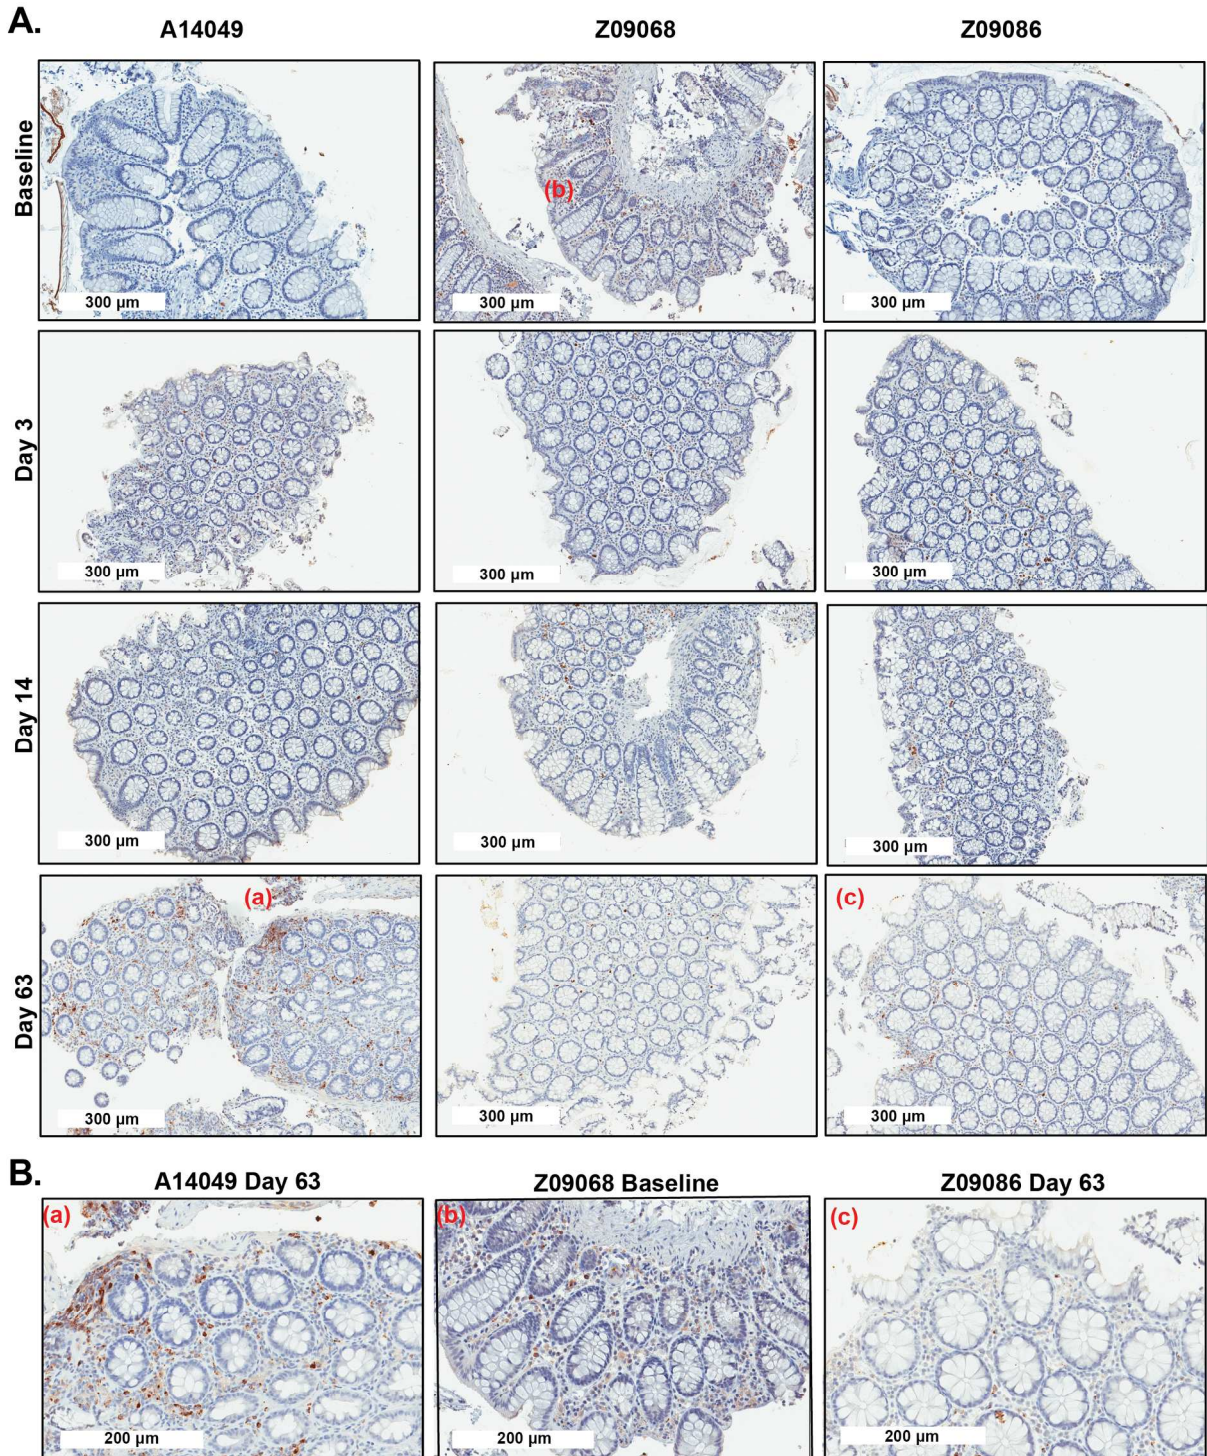 A.
A14049 Z09068 Z09086
Baseline
(b)
300 µm 300 µm 300 µm
Day 3
300 µm 300 µm 300 µm
Day 14
300 µm 300 µm 300 µm
Day 63
(a) (c)
300 µm 300 µm 300 µm
B.
A14049 Day 63 Z09068 Baseline Z09086 Day 63
(a) (b) (c)
200 µm 200 µm 200 µm